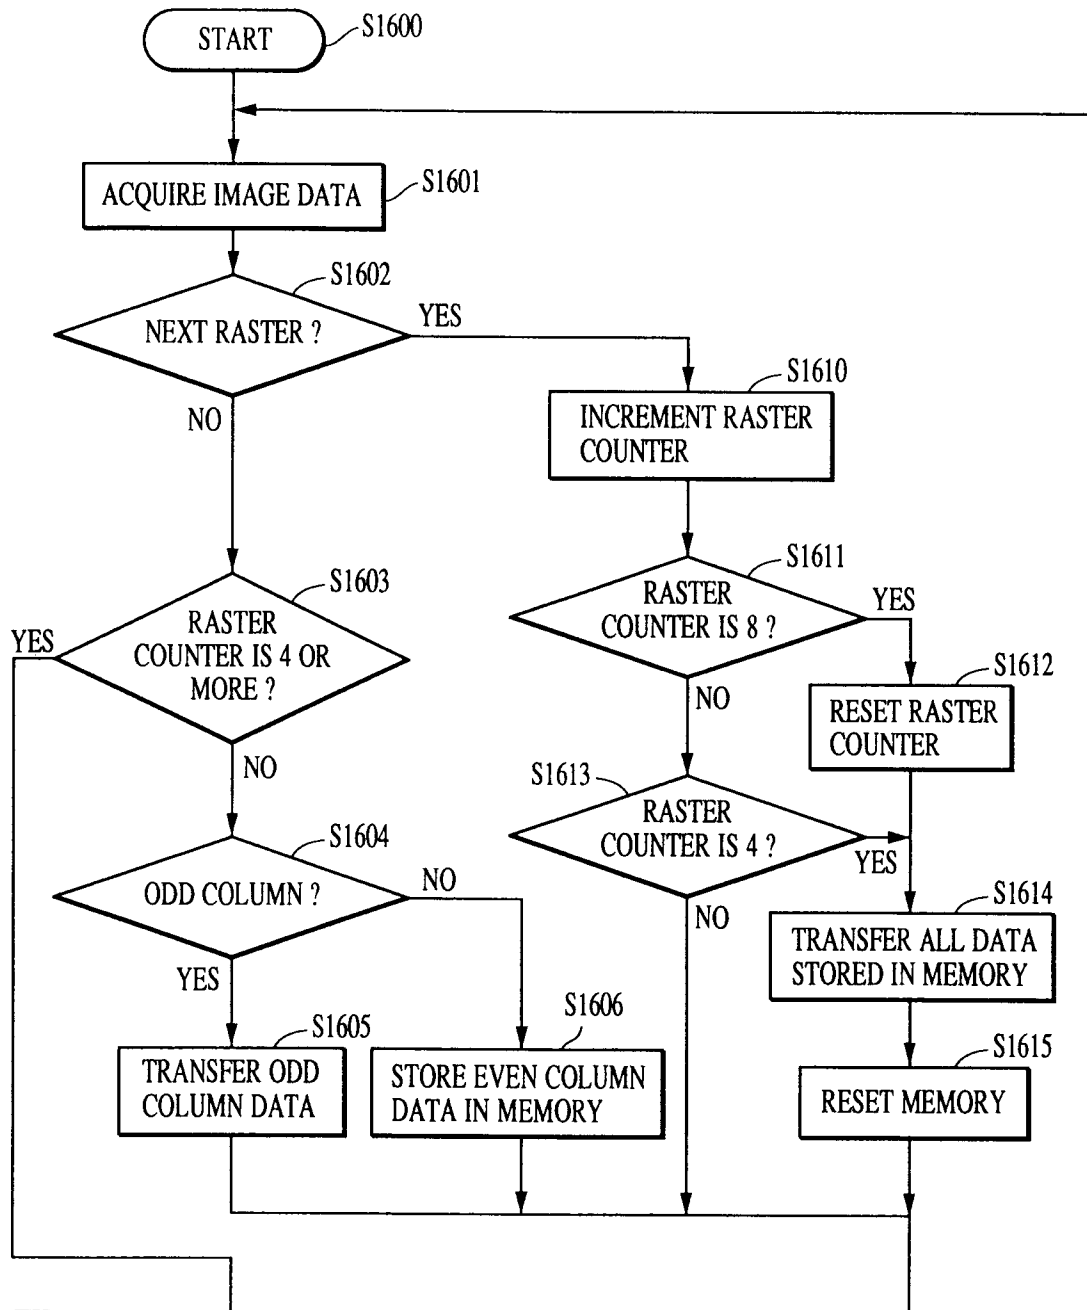 START
S1600
ACQUIRE IMAGE DATA
S1601
S1602
NEXT RASTER ?
YES
NO
S1610
INCREMENT RASTER
COUNTER
S1603
RASTER
COUNTER IS 4 OR
MORE ?
YES
NO
S1611
RASTER
COUNTER IS 8 ?
YES
NO
S1612
RESET RASTER
COUNTER
S1613
RASTER
COUNTER IS 4 ?
YES
NO
S1604
ODD COLUMN ?
NO
YES
S1614
TRANSFER ALL DATA
STORED IN MEMORY
S1605
TRANSFER ODD
COLUMN DATA
S1606
STORE EVEN COLUMN
DATA IN MEMORY
S1615
RESET MEMORY